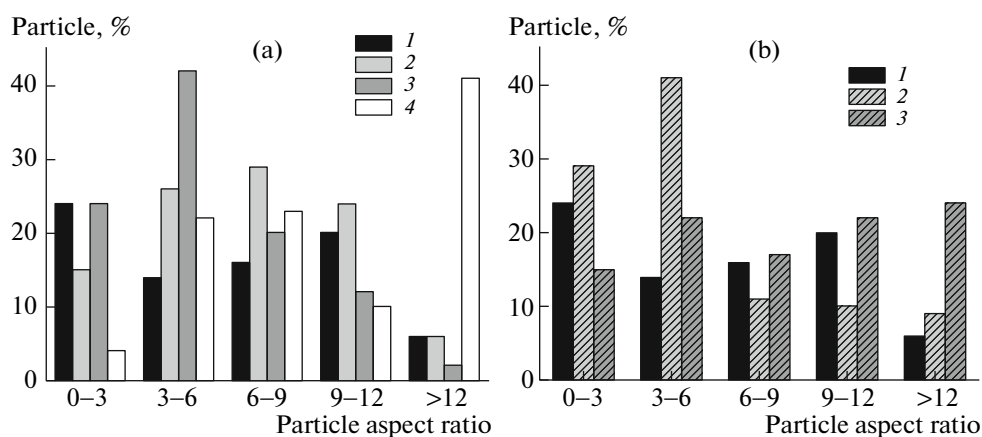 Particle, %
(a)
1
2
3
4
40
30
20
10
0
0–3 3–6 6–9 9–12 >12
Particle aspect ratio
Particle, %
(b)
1
2
3
40
30
20
10
0
0–3 3–6 6–9 9–12 >12
Particle aspect ratio